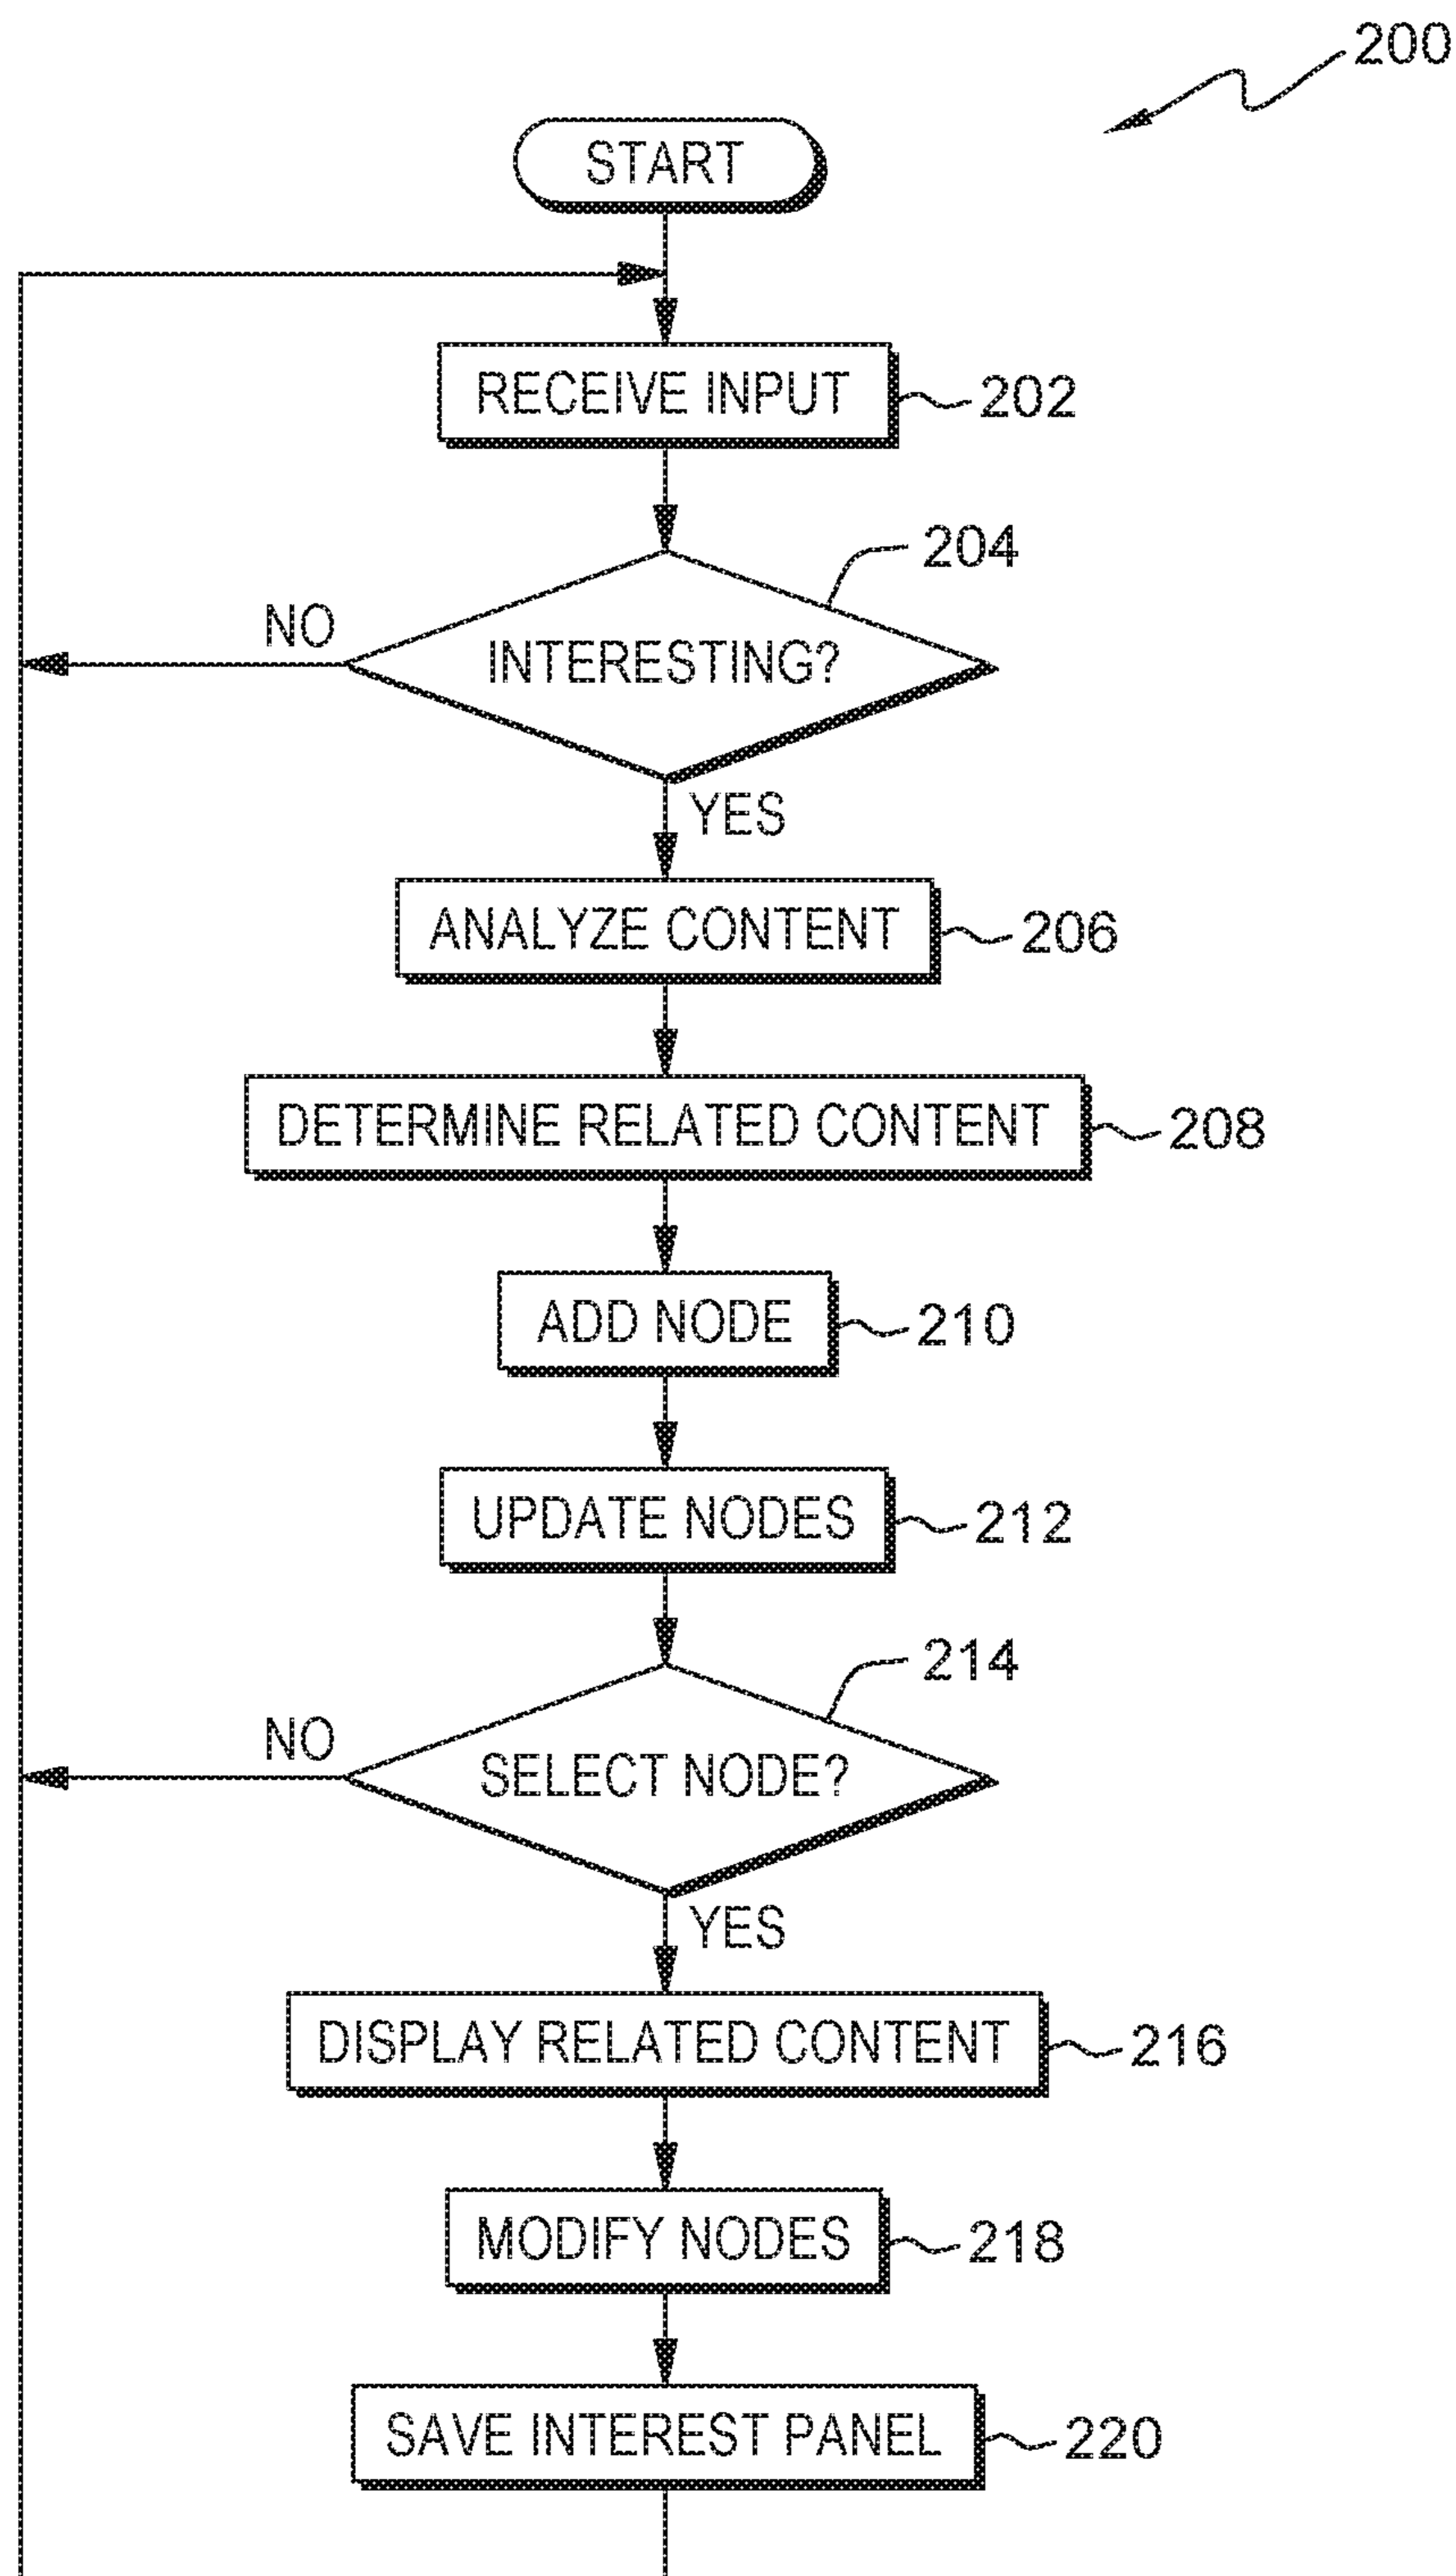 200
START
RECEIVE INPUT
202
204
NO
INTERESTING?
YES
ANALYZE CONTENT
206
DETERMINE RELATED CONTENT
208
ADD NODE
210
UPDATE NODES
212
214
NO
SELECT NODE?
YES
DISPLAY RELATED CONTENT
216
MODIFY NODES
218
SAVE INTEREST PANEL
220